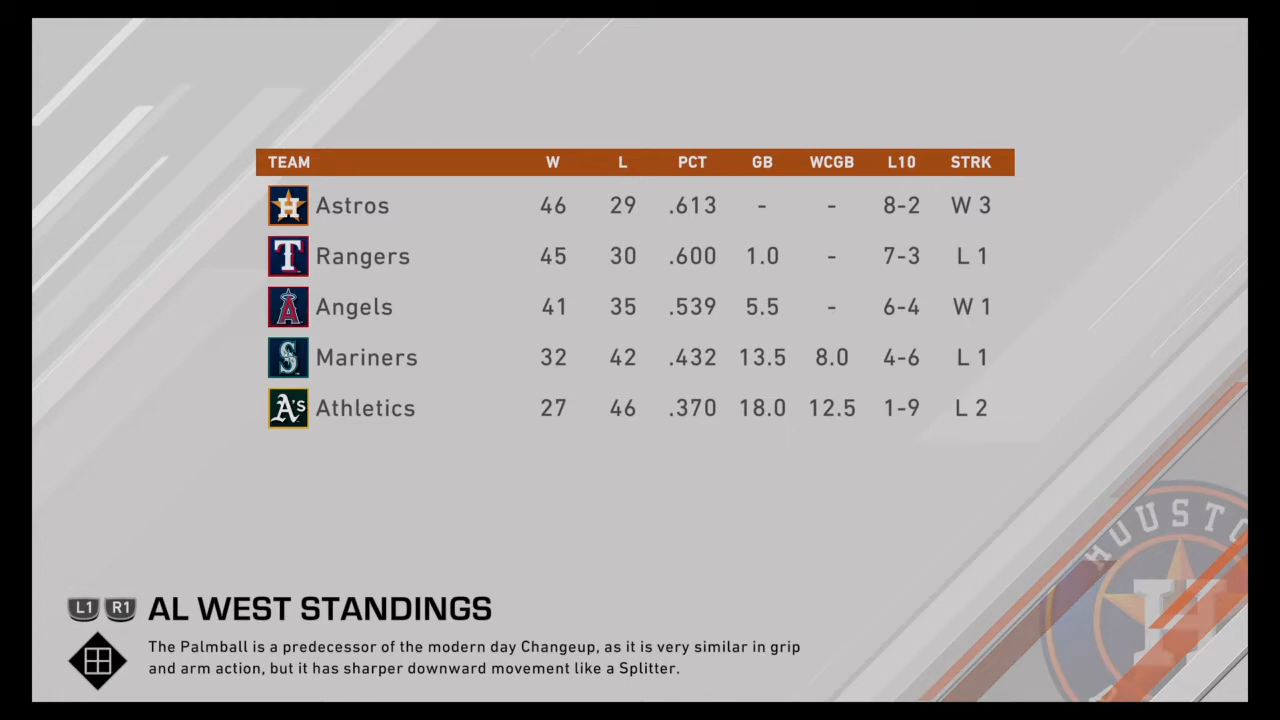 TEAM W L PCT GB WCGB L10 STRK
H Astros 46 29 .613 - - 8-2 W 3
T Rangers 45 30 .600 1.0 - 7-3 L 1
A Angels 41 35 .539 5.5 - 6-4 W 1
S Mariners 32 42 .432 13.5 8.0 4-6 L 1
A's Athletics 27 46 .370 18.0 12.5 1-9 L 2
HOUSTO
H
L1 R1 AL WEST STANDINGS
The Palmball is a predecessor of the modern day Changeup, as it is very similar in grip
and arm action, but it has sharper downward movement like a Splitter.